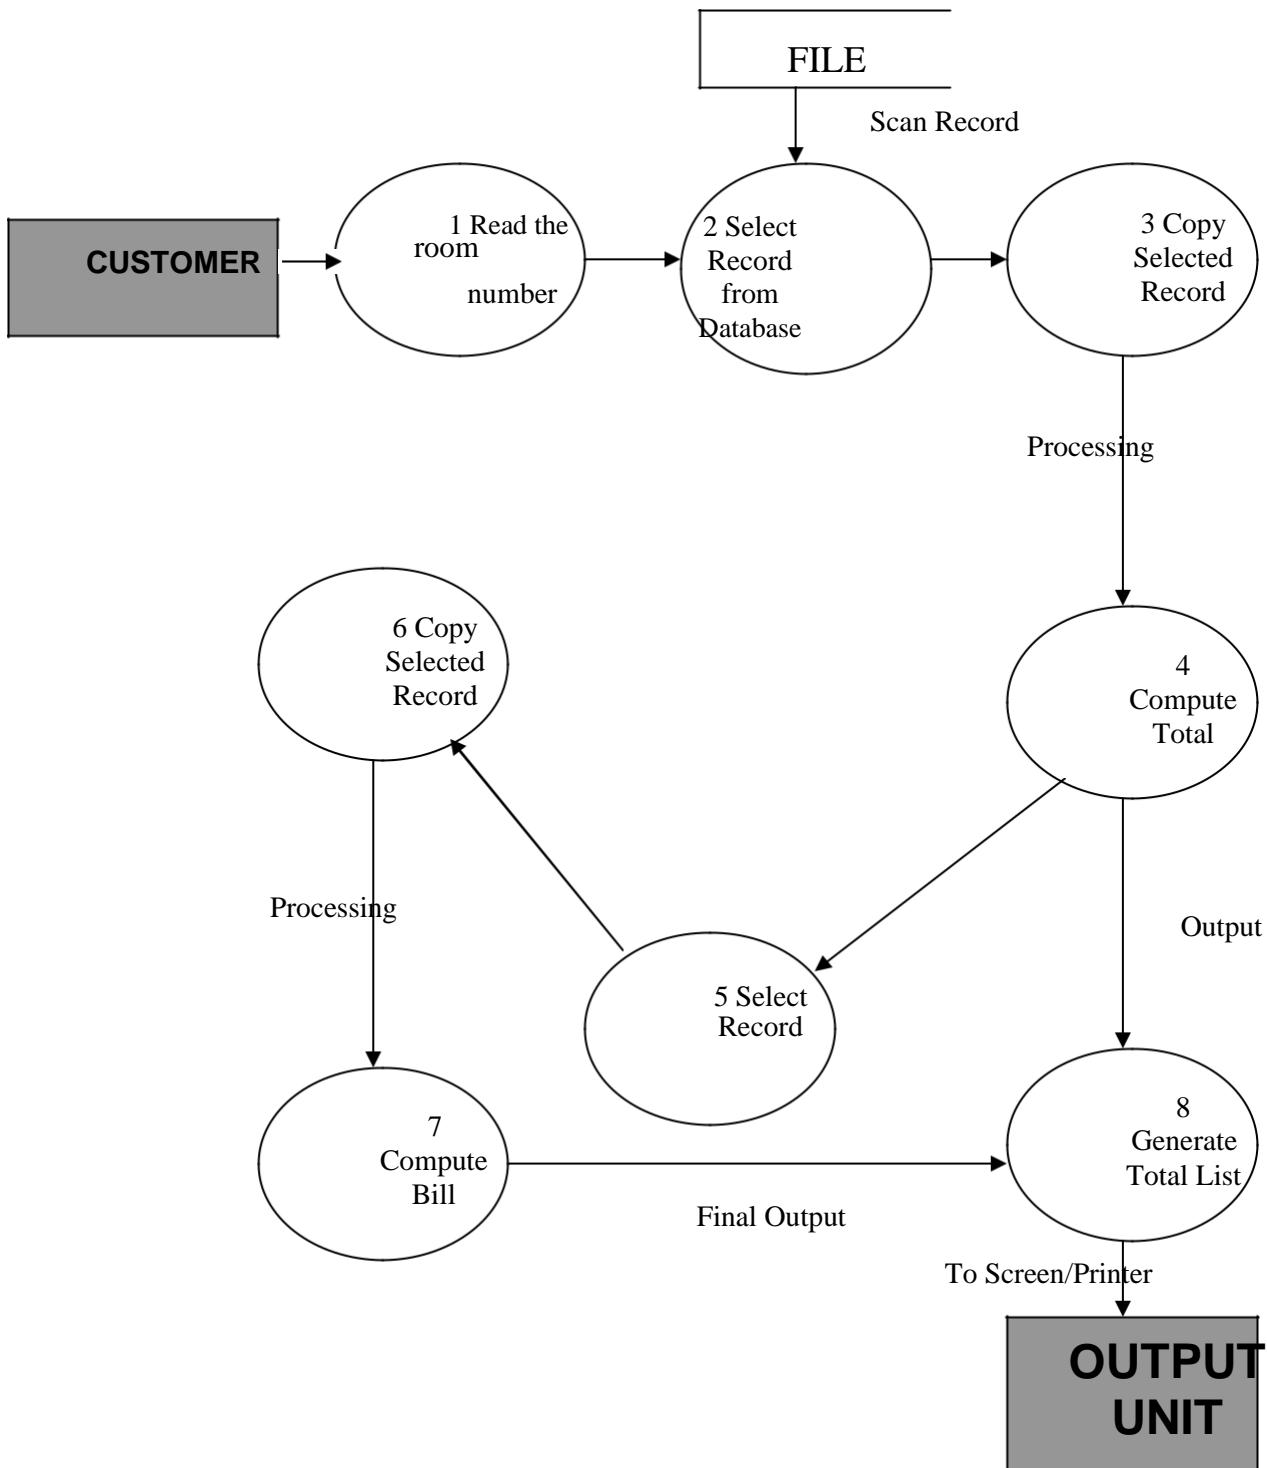 FILE
Scan Record
CUSTOMER
1 Read the
room
number
2 Select
Record
from
Database
3 Copy
Selected
Record
Processing
4
Compute
Total
6 Copy
Selected
Record
Processing
Output
5 Select
Record
7
Compute
Bill
8
Generate
Total List
Final Output
To Screen/Printer
OUTPUT
UNIT